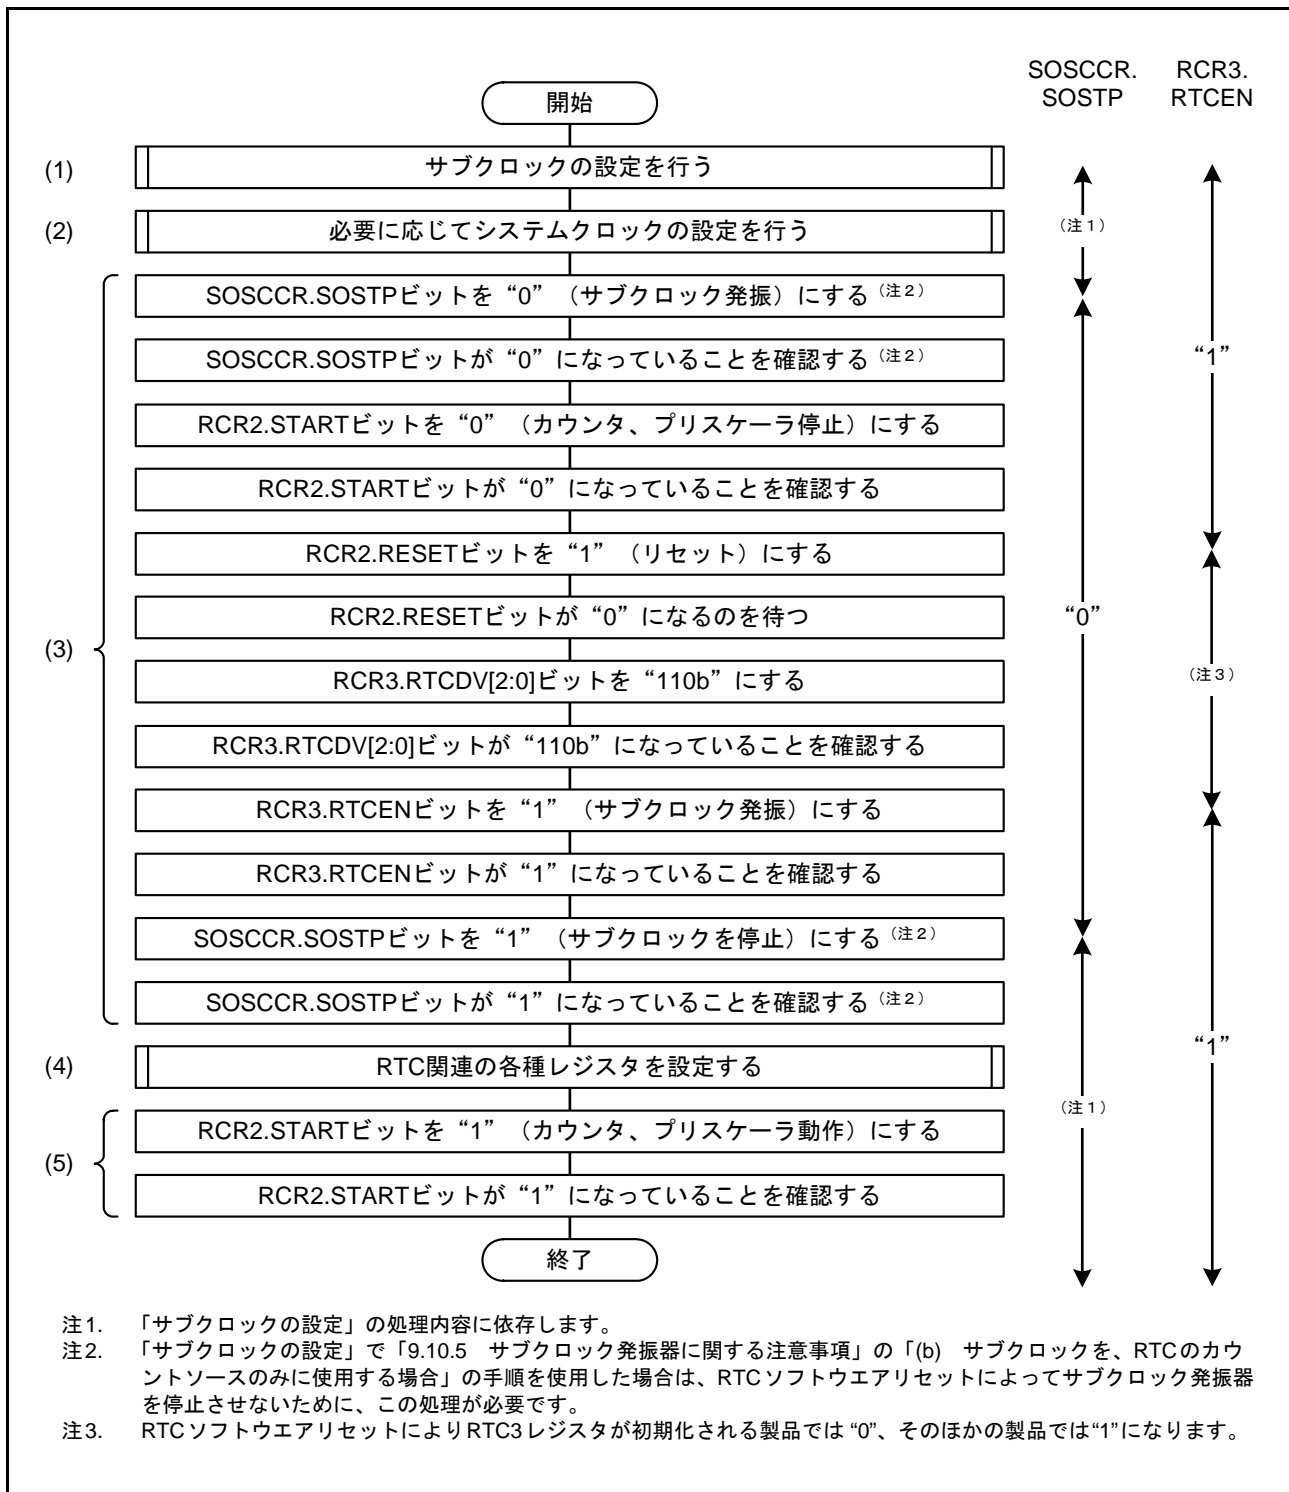 SOSCCR.
SOSTP
RCR3.
RTCEN
開始
(1)
サブクロックの設定を行う
(2)
必要に応じてシステムクロックの設定を行う
(注1)
SOSCCR.SOSTPビットを“0”（サブクロック発振）にする（注2）
SOSCCR.SOSTPビットが“0”になっていることを確認する（注2）
“1”
RCR2.STARTビットを“0”（カウンタ、プリスケーラ停止）にする
RCR2.STARTビットが“0”になっていることを確認する
RCR2.RESETビットを“1”（リセット）にする
RCR2.RESETビットが“0”になるのを待つ
“0”
(3)
RCR3.RTCDV[2:0]ビットを“110b”にする
（注3）
RCR3.RTCDV[2:0]ビットが“110b”になっていることを確認する
RCR3.RTCENビットを“1”（サブクロック発振）にする
RCR3.RTCENビットが“1”になっていることを確認する
SOSCCR.SOSTPビットを“1”（サブクロックを停止）にする（注2）
SOSCCR.SOSTPビットが“1”になっていることを確認する（注2）
“1”
(4)
RTC関連の各種レジスタを設定する
（注1）
RCR2.STARTビットを“1”（カウンタ、プリスケーラ動作）にする
(5)
RCR2.STARTビットが“1”になっていることを確認する
終了
注1. 「サブクロックの設定」の処理内容に依存します。
注2. 「サブクロックの設定」で「9.10.5 サブクロック発振器に関する注意事項」の「(b) サブクロックを、RTCのカウ
ントソースのみに使用する場合」の手順を使用した場合は、RTCソフトウエアリセットによってサブクロック発振器
を停止させないために、この処理が必要です。
注3. RTCソフトウエアリセットによりRTC3レジスタが初期化される製品では“0”、そのほかの製品では“1”になります。